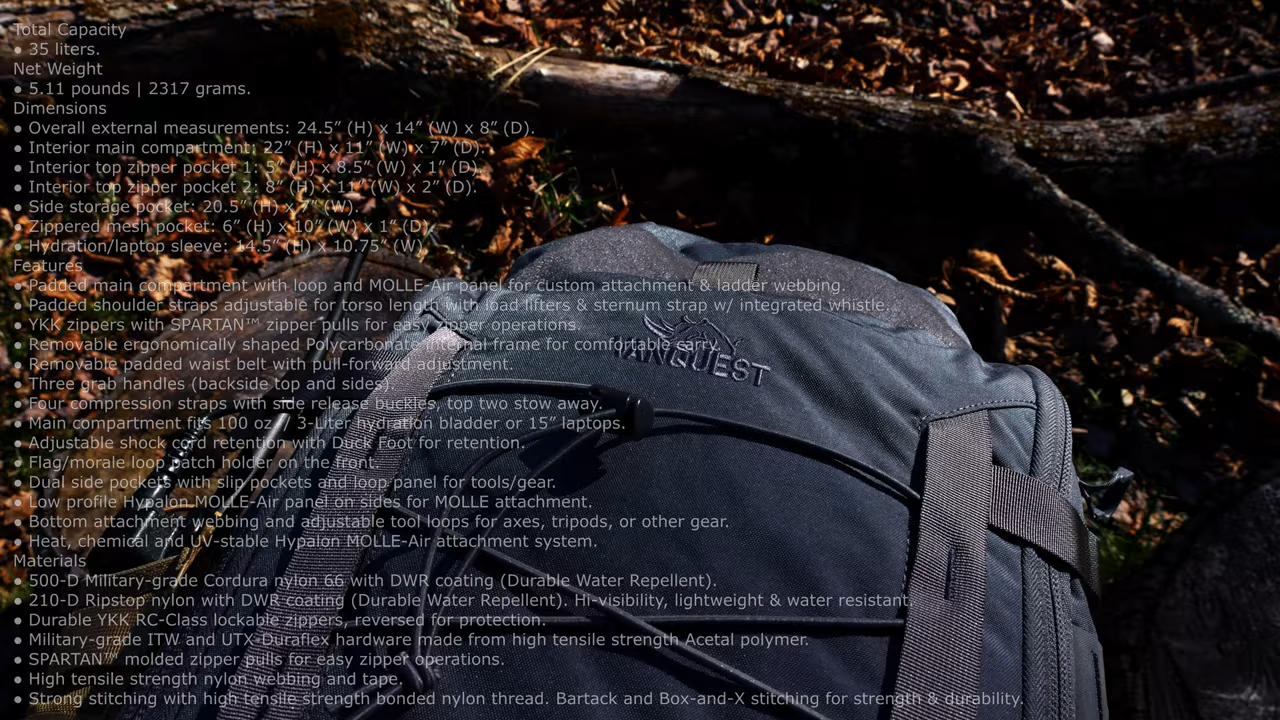 Total Capacity
● 35 liters.
Net Weight
● 5.11 pounds | 2317 grams.
Dimensions
● Overall external measurements: 24.5” (H) x 14” (W) x 8” (D).
● Interior main compartment: 22” (H) x 11” (W) x 7” (D).
● Interior top zipper pocket 1: 5” (H) x 8.5” (W) x 1” (D).
● Interior top zipper pocket 2: 8” (H) x 11” (W) x 2” (D).
● Side storage pocket: 20.5” (H) x 7” (W).
● Zippered mesh pocket: 6” (H) x 10” (W) x 1” (D).
● Hydration/laptop sleeve: 14.5” (H) x 10.75” (W).
Features
● Padded main compartment with loop and MOLLE-Air panel for custom attachment & ladder webbing.
● Padded shoulder straps adjustable for torso length with load lifters & sternum strap w/ integrated whistle.
● YKK zippers with SPARTAN™ zipper pulls for easy zipper operations.
● Removable ergonomically shaped Polycarbonate internal frame for comfortable carry.
VANQUEST
● Removable padded waist belt with pull-forward adjustment.
● Three grab handles (backside top and sides).
● Four compression straps with side release buckles, top two stow away.
● Main compartment fits 100 oz / 3-Liter hydration bladder or 15” laptops.
● Adjustable shock cord retention with Duck Foot for retention.
● Flag/morale loop patch holder on the front.
● Dual side pockets with slip pockets and loop panel for tools/gear.
● Low profile Hypalon MOLLE-Air panel on sides for MOLLE attachment.
● Bottom attachment webbing and adjustable tool loops for axes, tripods, or other gear.
● Heat, chemical and UV-stable Hypalon MOLLE-Air attachment system.
Materials
● 500-D Military-grade Cordura nylon 66 with DWR coating (Durable Water Repellent).
● 210-D Ripstop nylon with DWR coating (Durable Water Repellent). Hi-visibility, lightweight & water resistant.
● Durable YKK RC-Class lockable zippers, reversed for protection.
● Military-grade ITW and UTX-Duraflex hardware made from high tensile strength Acetal polymer.
● SPARTAN™ molded zipper pulls for easy zipper operations.
● High tensile strength nylon webbing and tape.
● Strong stitching with high tensile strength bonded nylon thread. Bartack and Box-and-X stitching for strength & durability.